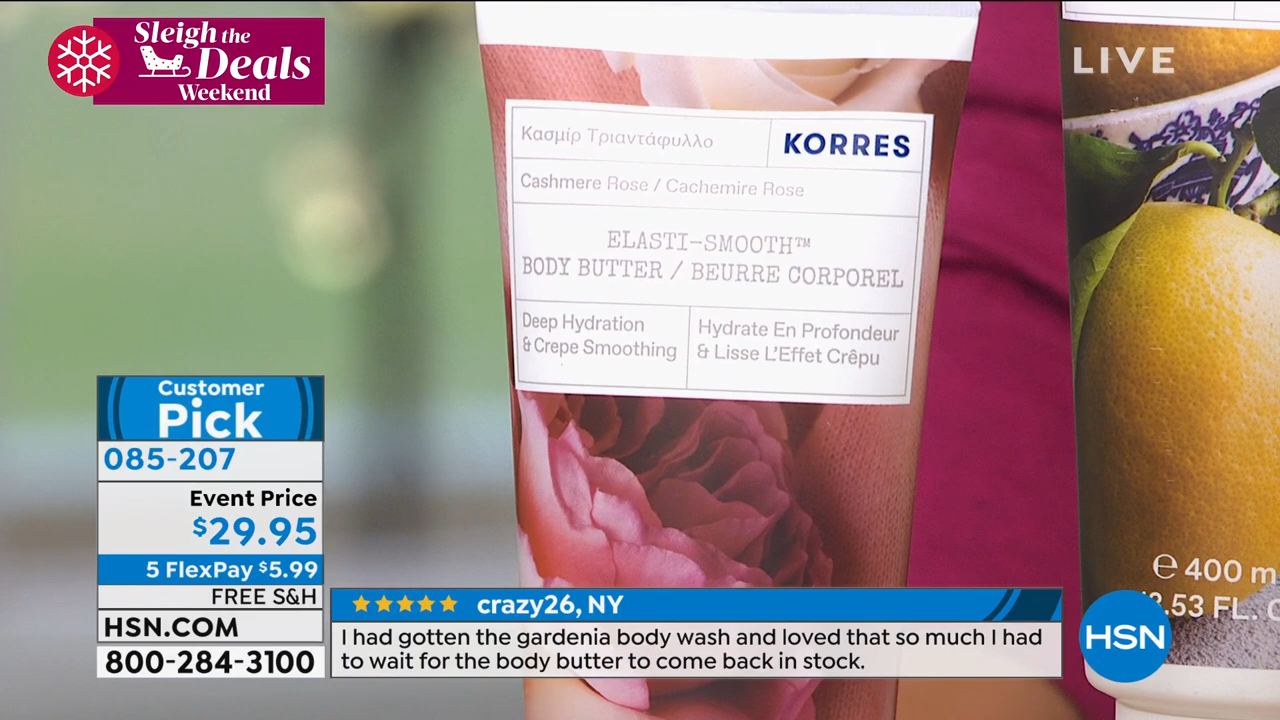 Sleigh the
Deals
Weekend
LIVE
Κασμίρ Τριαντάφυλλο
KORRES
Cashmere Rose / Cachemire Rose
ELASTI-SMOOTH™
BODY BUTTER / BEURRE CORPOREL
Deep Hydration
& Crepe Smoothing
Hydrate En Profondeur
& Lisse L'Effet Crêpu
Customer
Pick
085-207
Event Price
$29.95
5 FlexPay $5.99
FREE S&H
HSN.COM
800-284-3100
crazy26, NY
I had gotten the gardenia body wash and loved that so much I had
to wait for the body butter to come back in stock.
℮ 400 m
.53 FL.
HSN